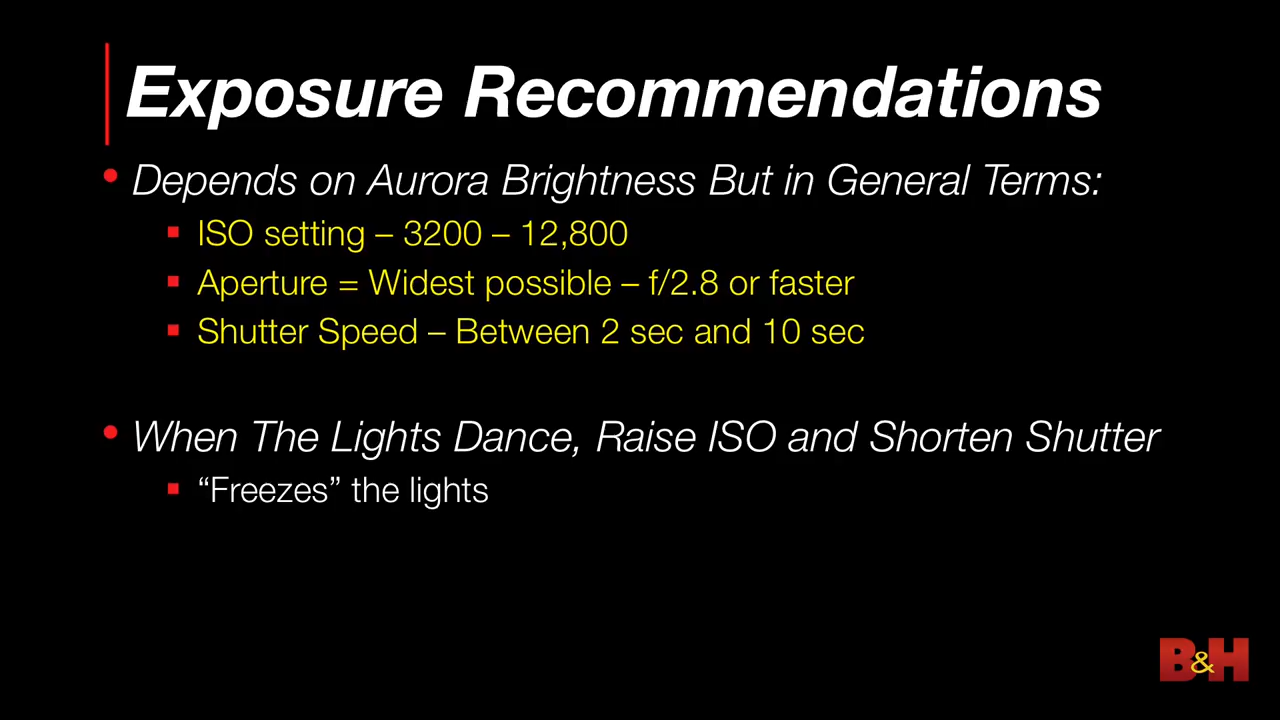 Exposure Recommendations
• Depends on Aurora Brightness But in General Terms:
▪ ISO setting – 3200 – 12,800
▪ Aperture = Widest possible – f/2.8 or faster
▪ Shutter Speed – Between 2 sec and 10 sec
• When The Lights Dance, Raise ISO and Shorten Shutter
▪ “Freezes” the lights
B&H